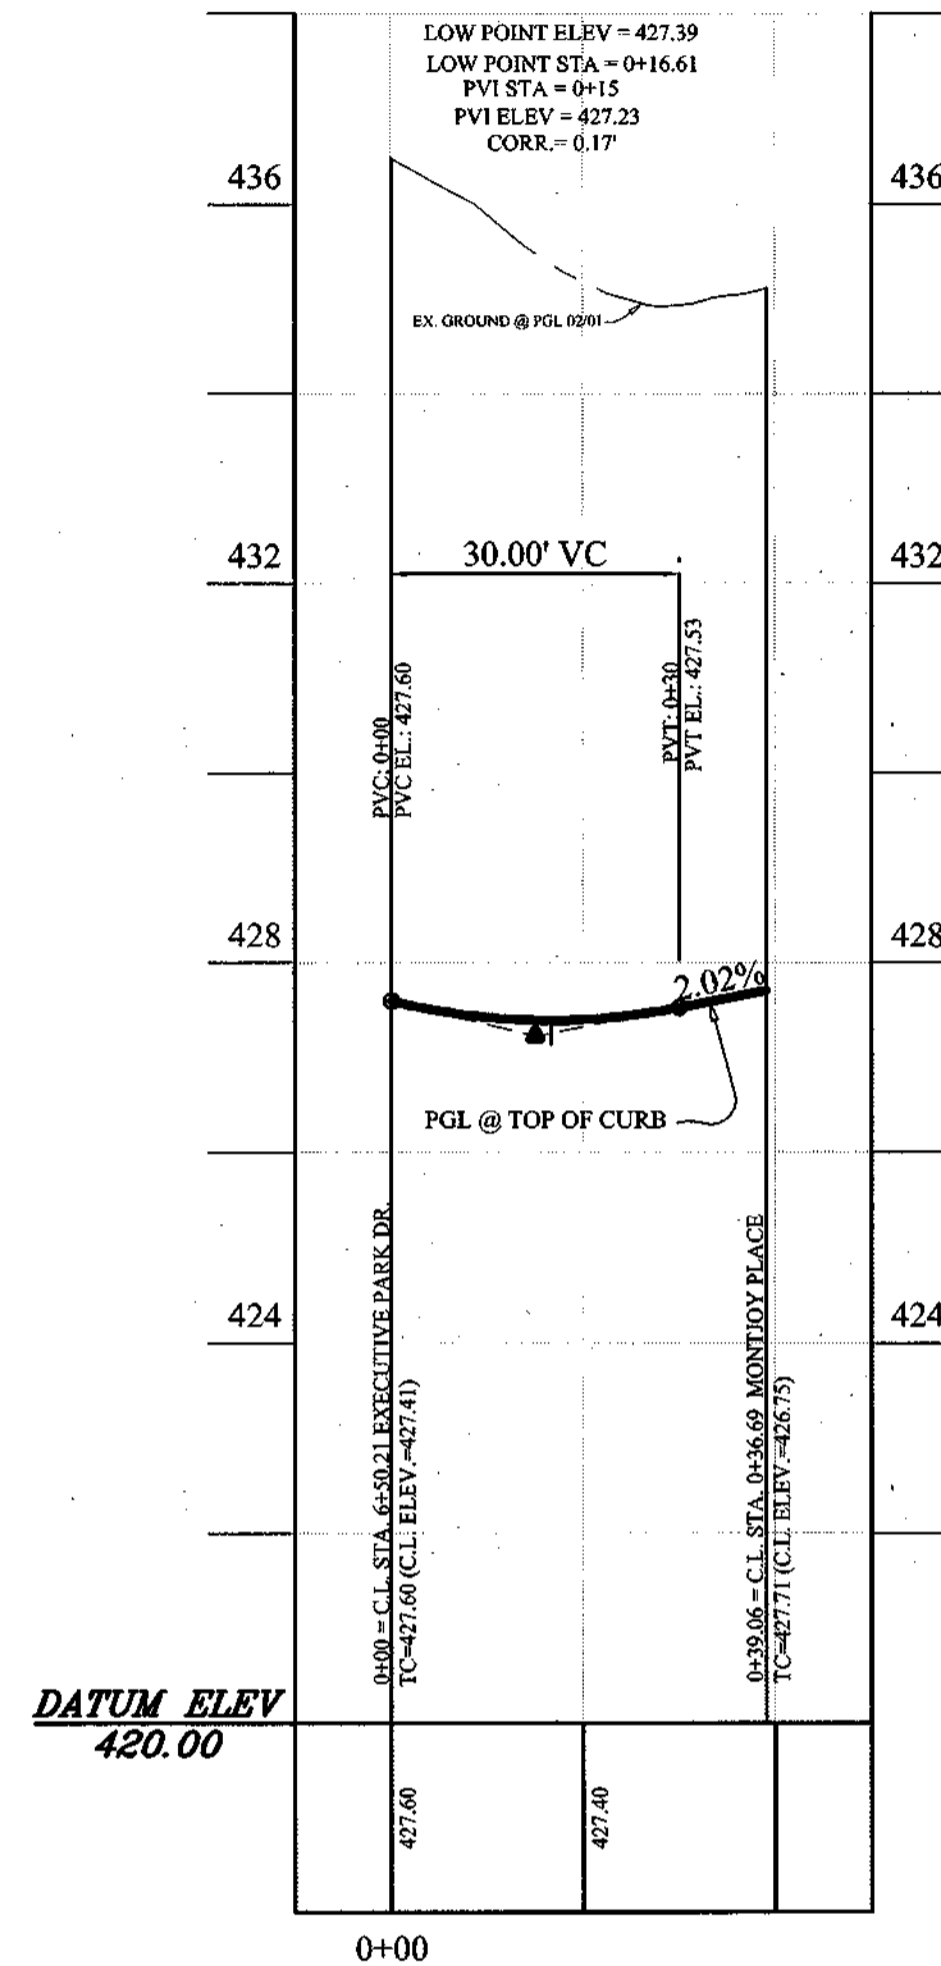 LOW POINT ELEV = 427.39
LOW POINT STA = 0+16.61
PVI STA = 0+15
PVI ELEV = 427.23
CORR.= 0.17'
436
436
EX. GROUND @ PGL 02/01
432
30.00' VC
432
PVC: 0+00
PVC EL.: 427.60
PVT: 0+30
PVT EL.: 427.53
428
428
2.02%
PGL @ TOP OF CURB
424
424
0+00 = C.L. STA. 6+50.21 EXECUTIVE PARK DR.
TC=427.60 (C.L. ELEV.=427.41)
0+39.06 = C.L. STA. 0+36.69 MONTJOY PLACE
TC=427.71 (C.L. ELEV.=426.75)
DATUM ELEV
420.00
427.60
427.40
0+00